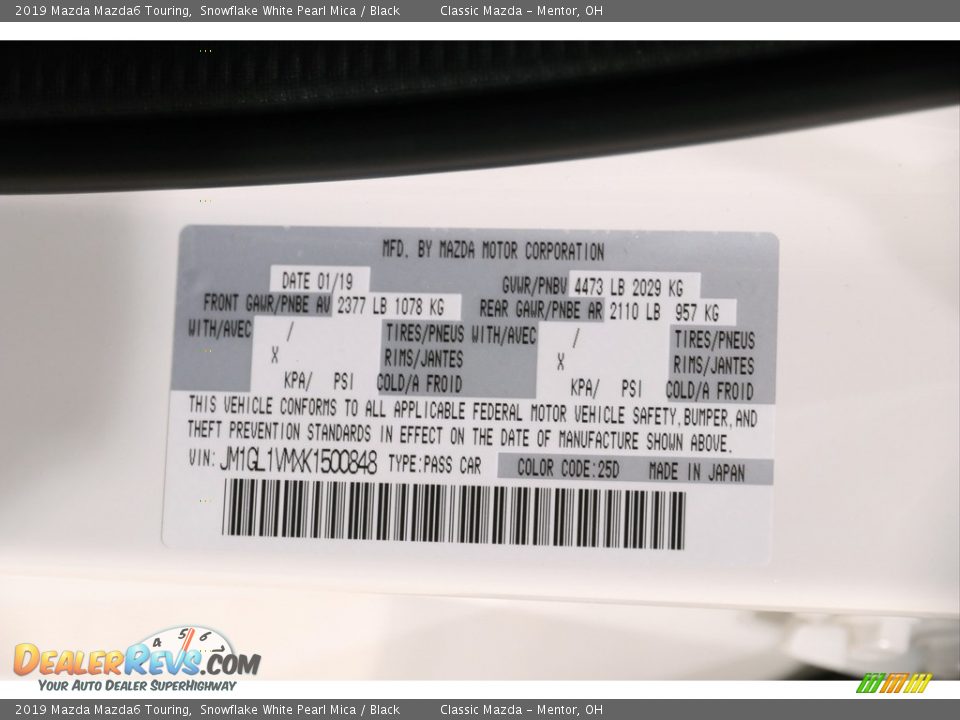 2019 Mazda Mazda6 Touring,  Snowflake White Pearl Mica / Black          Classic Mazda - Mentor, OH
MFD. BY MAZDA MOTOR CORPORATION
DATE 01/19 GVWR/PNBV 4473 LB 2029 KG
FRONT GAWR/PNBE AV 2377 LB 1078 KG REAR GAWR/PNBE AR 2110 LB 957 KG
WITH/AVEC / TIRES/PNEUS WITH/AVEC / TIRES/PNEUS
X RIMS/JANTES X RIMS/JANTES
KPA/ PSI COLD/A FROID KPA/ PSI COLD/A FROID
THIS VEHICLE CONFORMS TO ALL APPLICABLE FEDERAL MOTOR VEHICLE SAFETY,BUMPER,AND
THEFT PREVENTION STANDARDS IN EFFECT ON THE DATE OF MANUFACTURE SHOWN ABOVE.
VIN: JM1GL1VMXK1500848 TYPE:PASS CAR COLOR CODE:25D MADE IN JAPAN
4 5 6
DEALERREVS.COM
YOUR AUTO DEALER SUPERHIGHWAY
2019 Mazda Mazda6 Touring,  Snowflake White Pearl Mica / Black          Classic Mazda - Mentor, OH